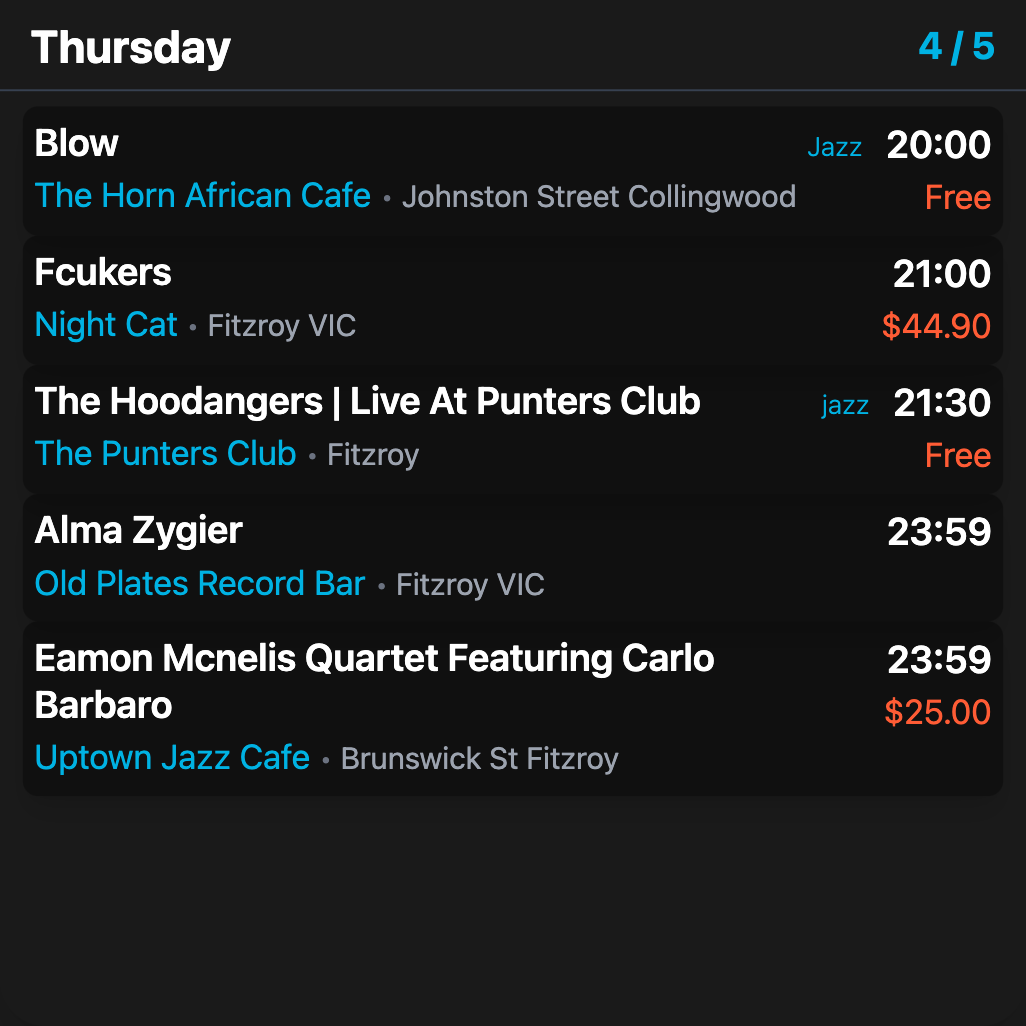 Thursday 4 / 5
Blow Jazz 20:00
The Horn African Cafe • Johnston Street Collingwood Free
Fcukers 21:00
Night Cat • Fitzroy VIC $44.90
The Hoodangers | Live At Punters Club jazz 21:30
The Punters Club • Fitzroy Free
Alma Zygier 23:59
Old Plates Record Bar • Fitzroy VIC
Eamon Mcnelis Quartet Featuring Carlo 23:59
Barbaro $25.00
Uptown Jazz Cafe • Brunswick St Fitzroy